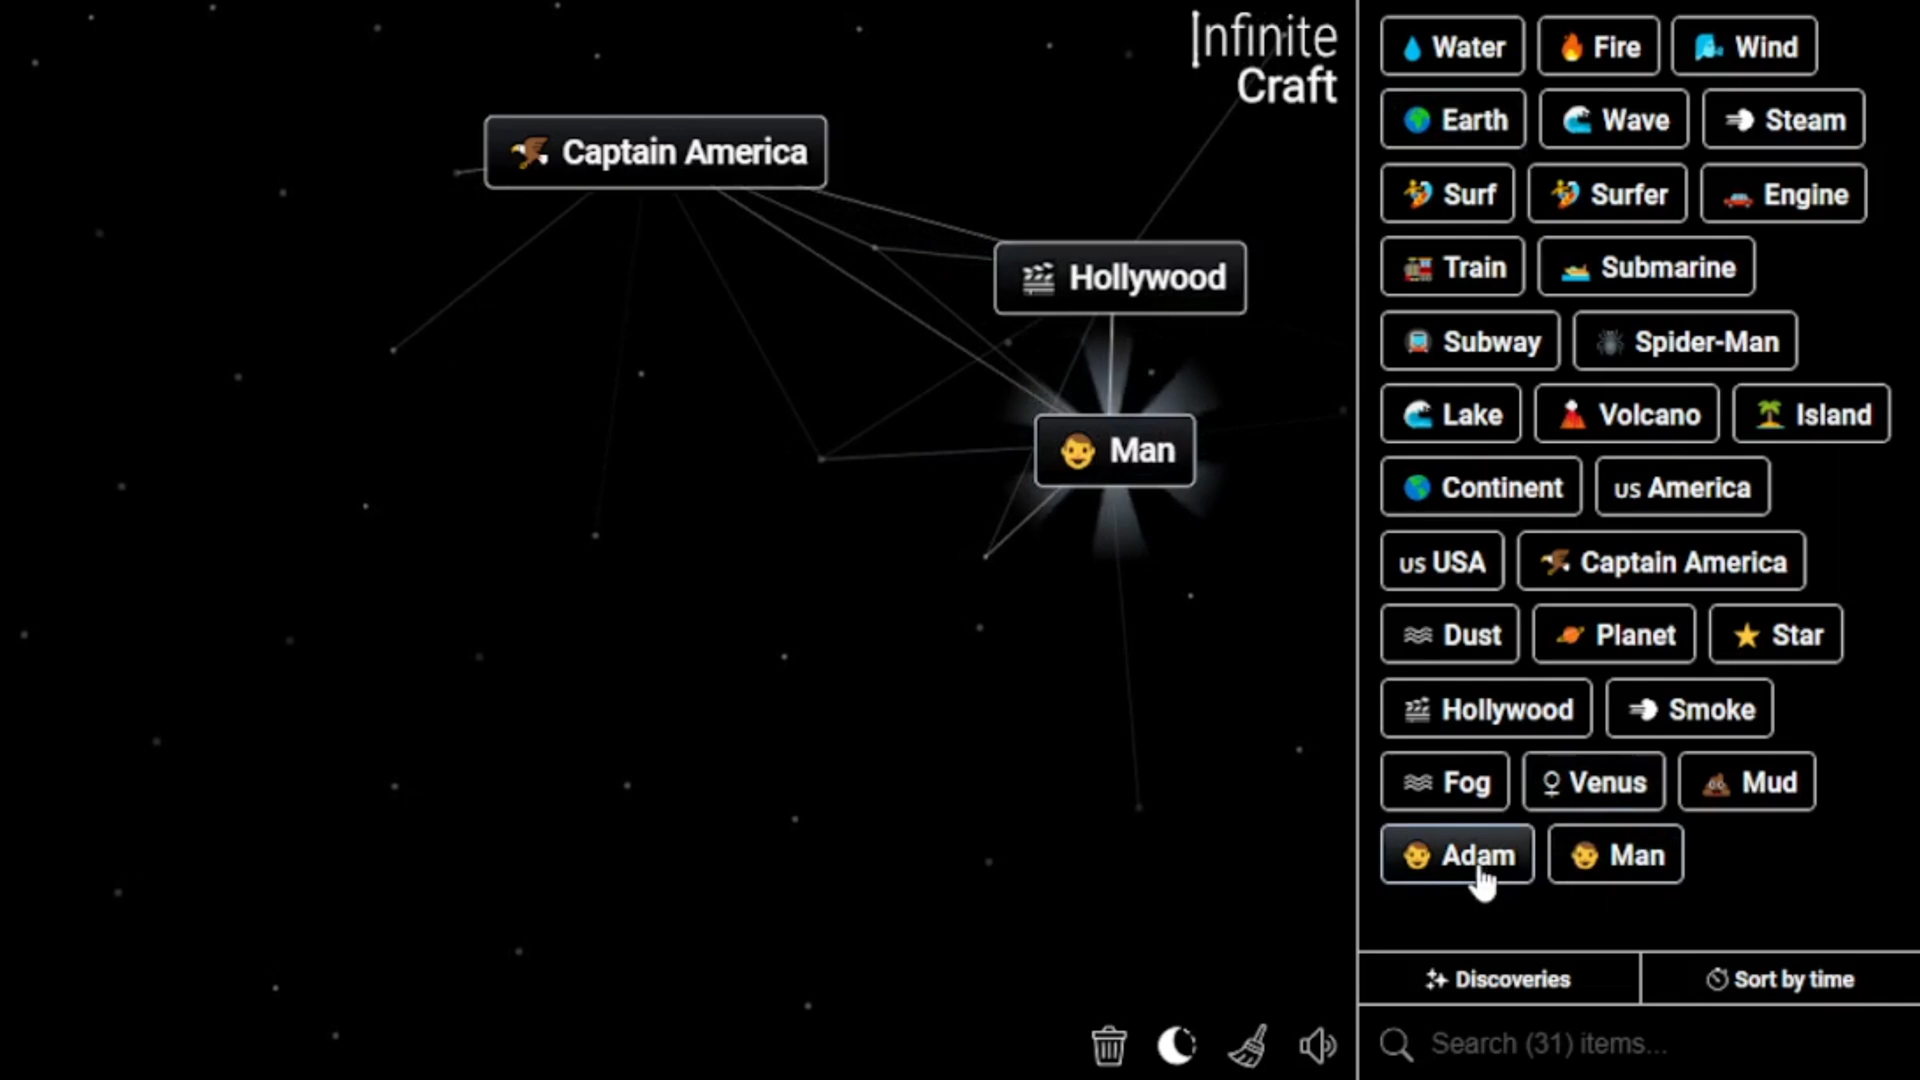 Infinite
Craft
Captain America
Hollywood
Man
Water
Fire
Wind
Earth
Wave
Steam
Surf
Surfer
Engine
Train
Submarine
Subway
Spider-Man
Lake
Volcano
Island
Continent
US America
US USA
Captain America
Dust
Planet
Star
Hollywood
Smoke
Fog
Venus
Mud
Adam
Man
Discoveries
Sort by time
Search (31) items...